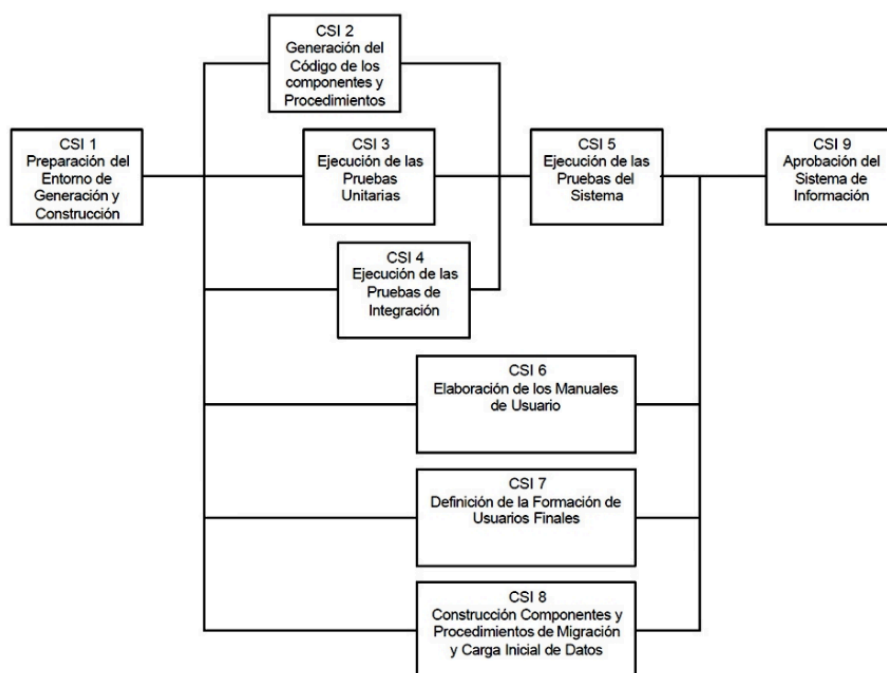 CSI 1
Preparación del
Entorno de
Generación y
Construcción
CSI 2
Generación del
Código de los
componentes y
Procedimientos
CSI 3
Ejecución de las
Pruebas
Unitarias
CSI 4
Ejecución de las
Pruebas de
Integración
CSI 5
Ejecución de las
Pruebas del
Sistema
CSI 6
Elaboración de los Manuales
de Usuario
CSI 7
Definición de la Formación de
Usuarios Finales
CSI 8
Construcción Componentes y
Procedimientos de Migración
y Carga Inicial de Datos
CSI 9
Aprobación del
Sistema de
Información